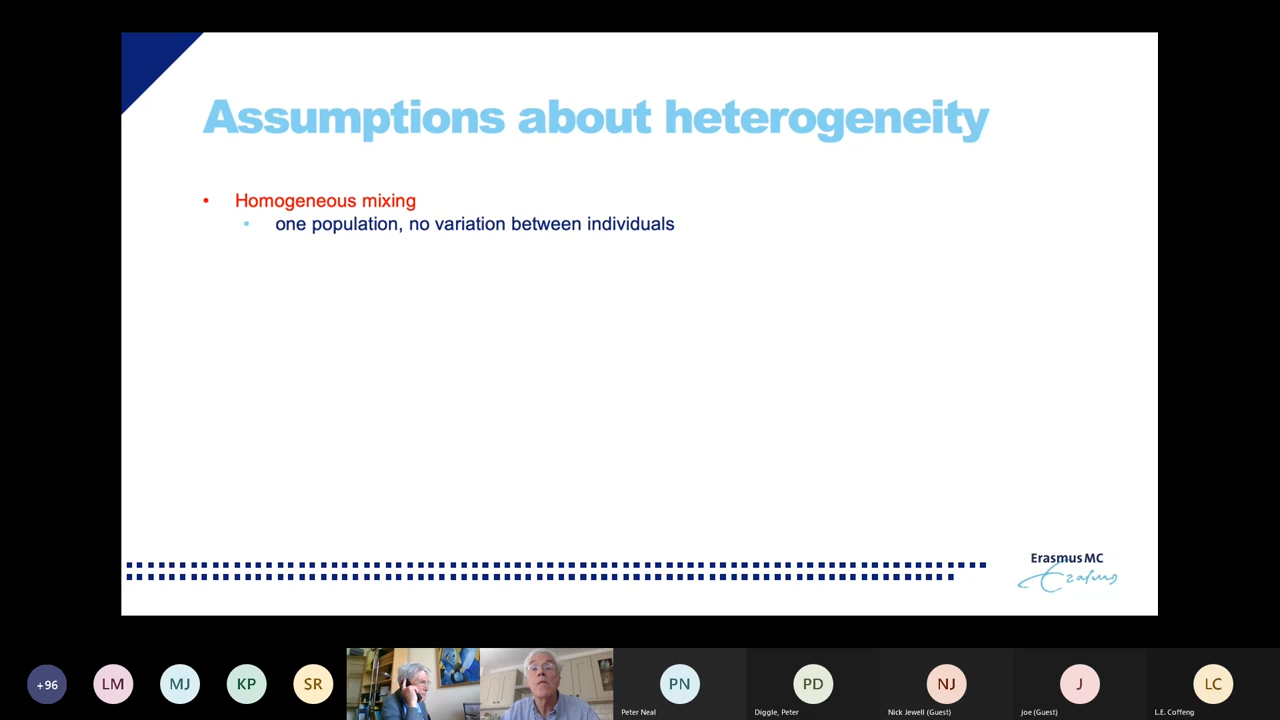 Assumptions about heterogeneity
• Homogeneous mixing
• one population, no variation between individuals
Erasmus MC
Erasmus
+96
LM
MJ
KP
SR
PN
Peter Neal
PD
Diggle, Peter
NJ
Nick Jewell (Guest)
J
joe (Guest)
LC
L.E. Coffeng